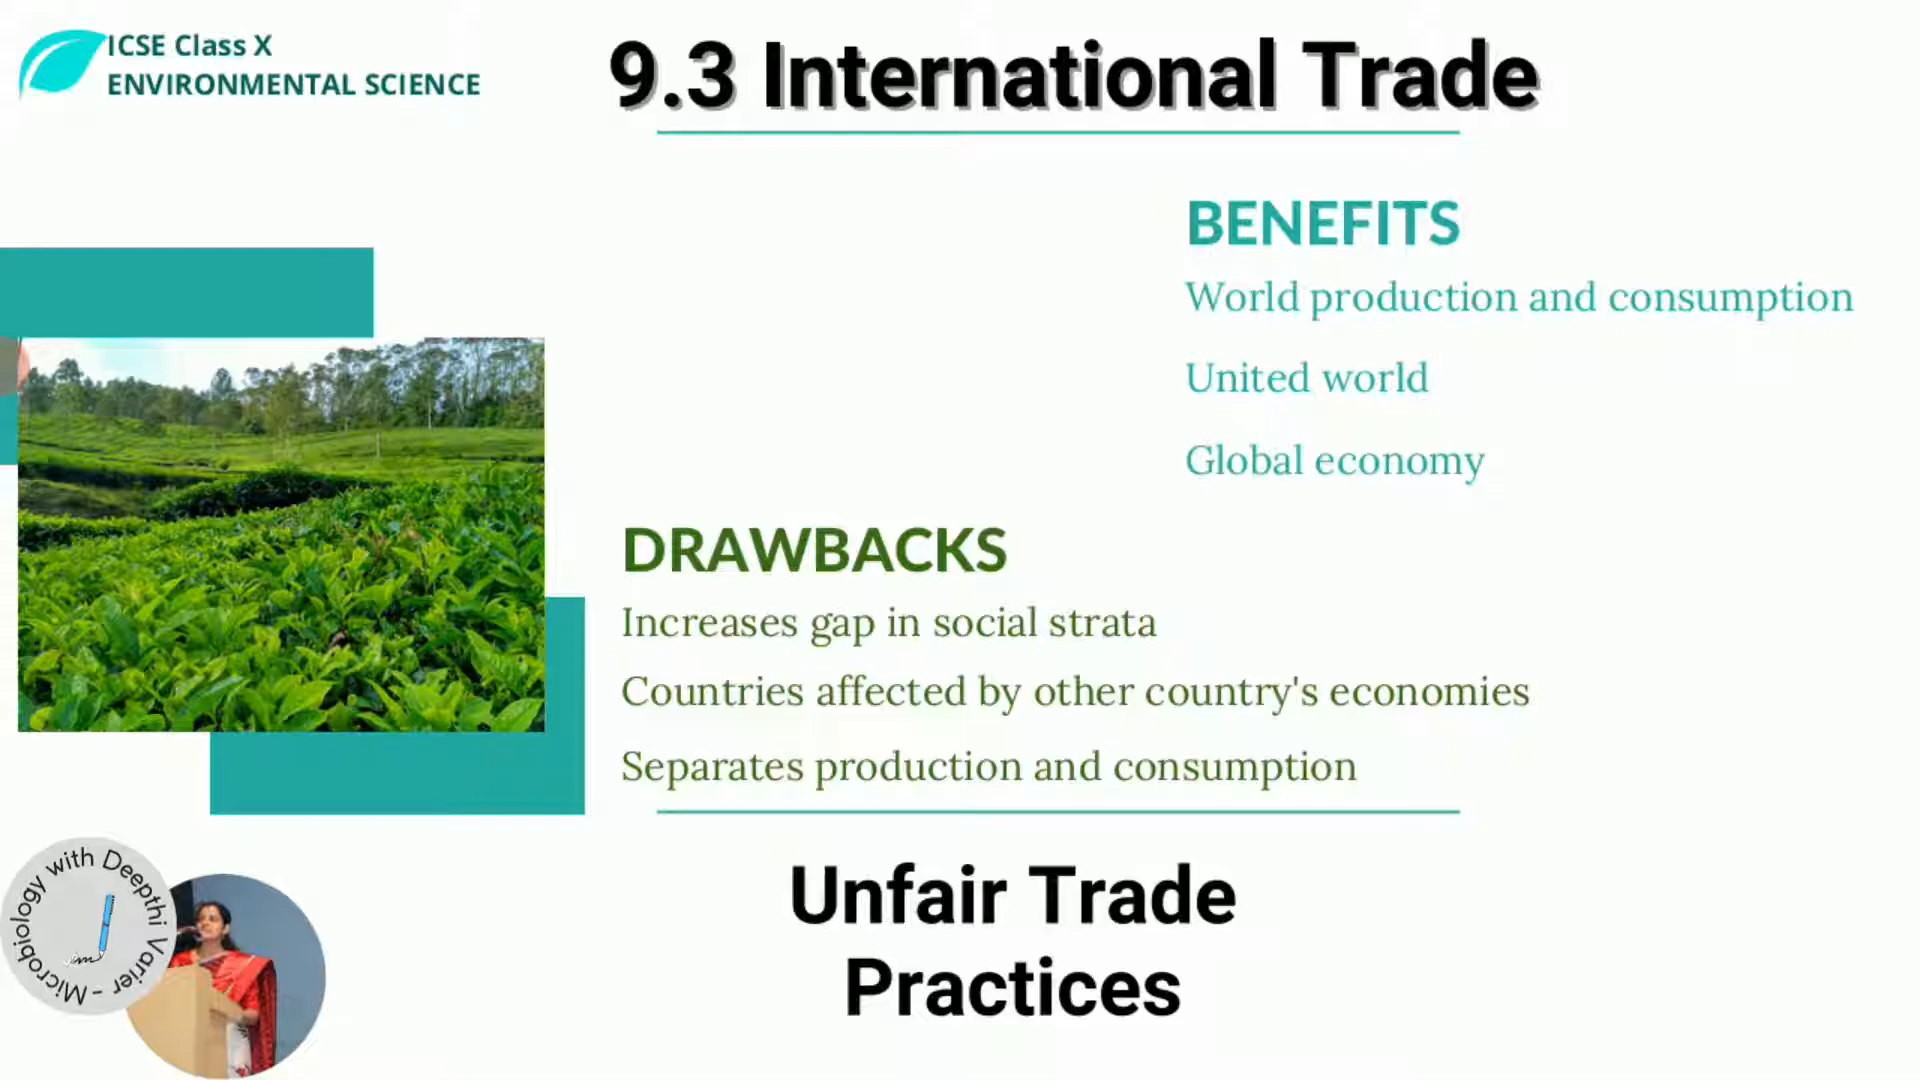 ICSE Class X
ENVIRONMENTAL SCIENCE
9.3 International Trade
BENEFITS
World production and consumption
United world
Global economy
DRAWBACKS
Increases gap in social strata
Countries affected by other country's economies
Separates production and consumption
Unfair Trade
Practices
Microbiology with Deepthi Varier -